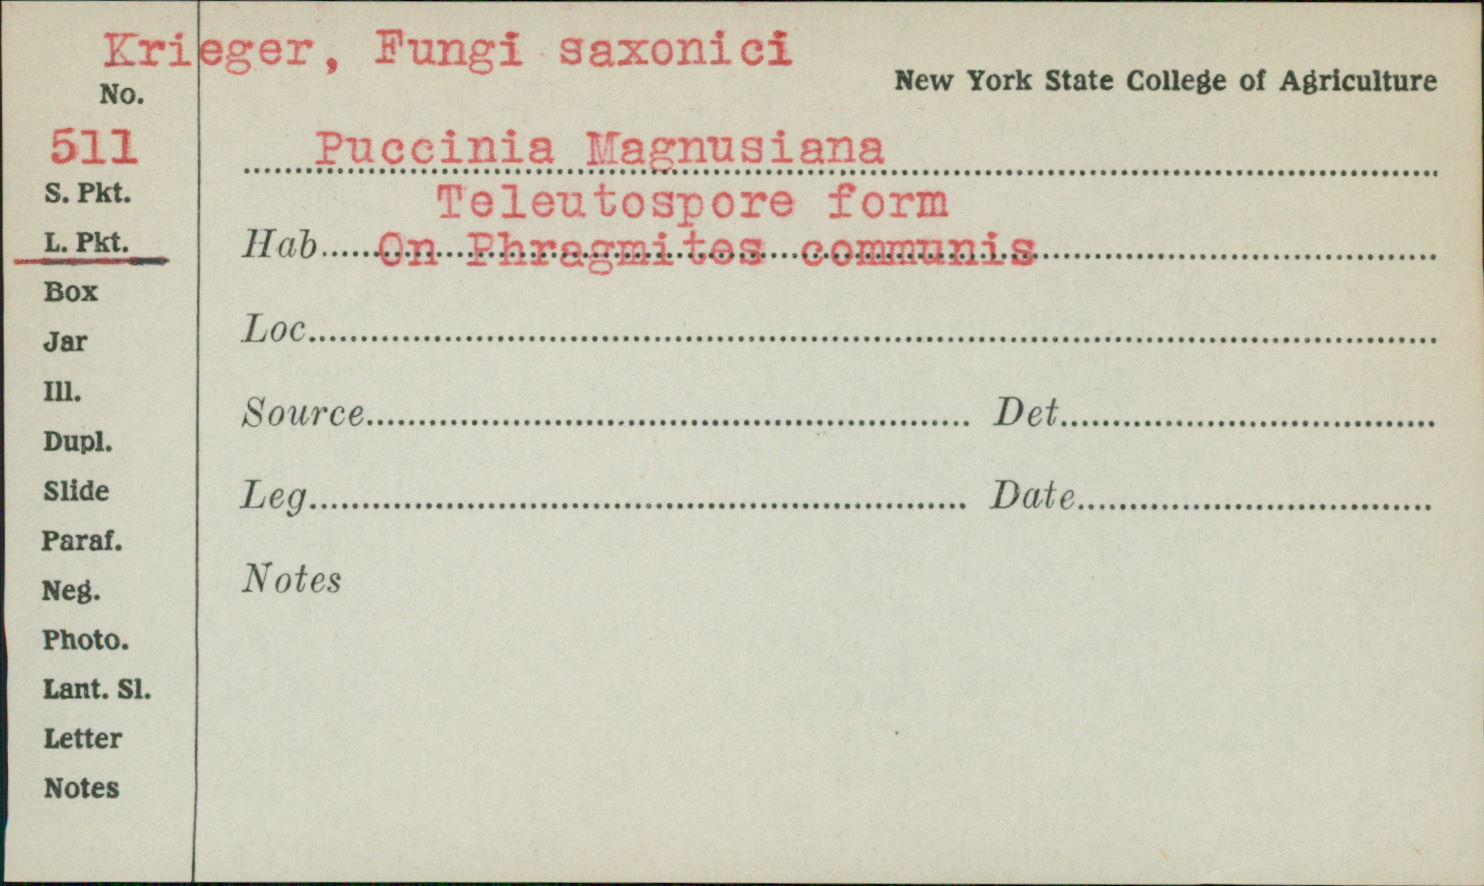 Krieger, Fungi saxonici
New York State College of Agriculture
No.
511
Puccinia Magnusiana
Teleutospore form
S. Pkt.
L. Pkt.
Hab. On Phragmites communis
Box
Loc.
Jar
Ill.
Source Det.
Dupl.
Slide
Leg. Date
Paraf.
Notes
Neg.
Photo.
Lant. Sl.
Letter
Notes